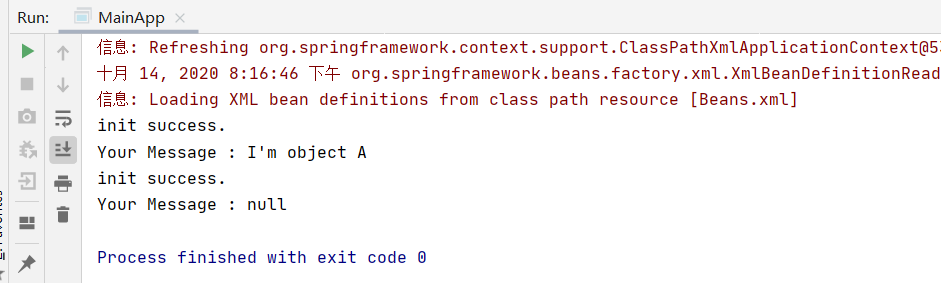 Run: MainApp
信息: Refreshing org.springframework.context.support.ClassPathXmlApplicationContext@53
十月 14, 2020 8:16:46 下午 org.springframework.beans.factory.xml.XmlBeanDefinitionRead
信息: Loading XML bean definitions from class path resource [Beans.xml]
init success.
Your Message : I'm object A
init success.
Your Message : null
Process finished with exit code 0